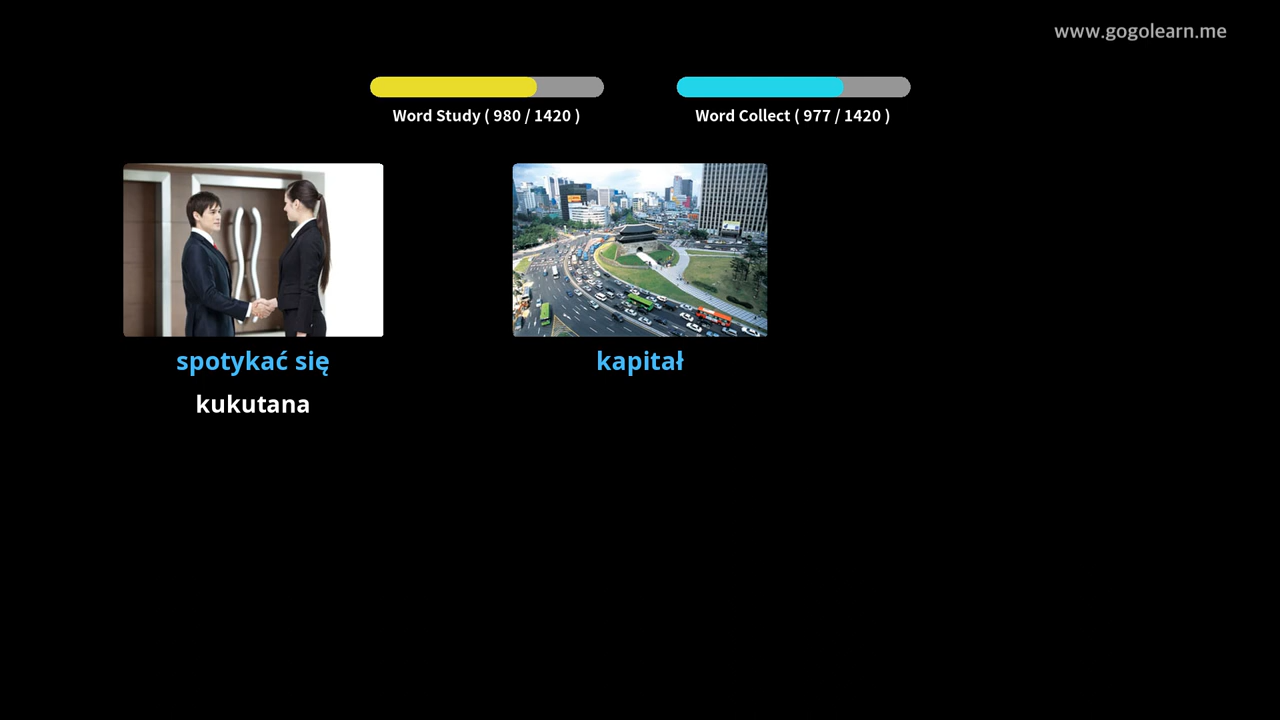 www.gogolearn.me
Word Study ( 980 / 1420 )
Word Collect ( 977 / 1420 )
spotykać się
kapitał
kukutana